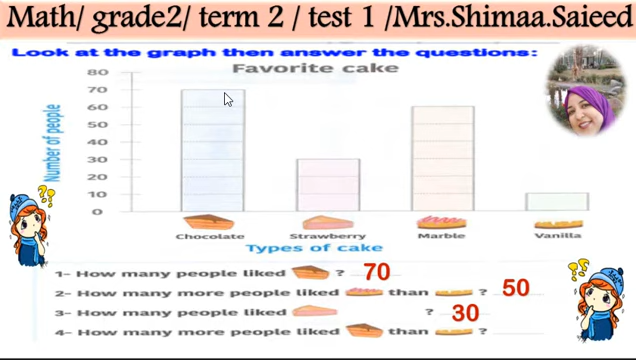 Math/ grade2/ term 2 / test 1 /Mrs.Shimaa.Saieed
Look at the graph then answer the questions:
Favorite cake
Number of people
80
70
60
50
40
30
20
10
0
Chocolate Strawberry Marble Vanilla
Types of cake
1- How many people liked ? 70
2- How many more people liked than ? 50
3- How many people liked ? 30
4- How many more people liked than ?